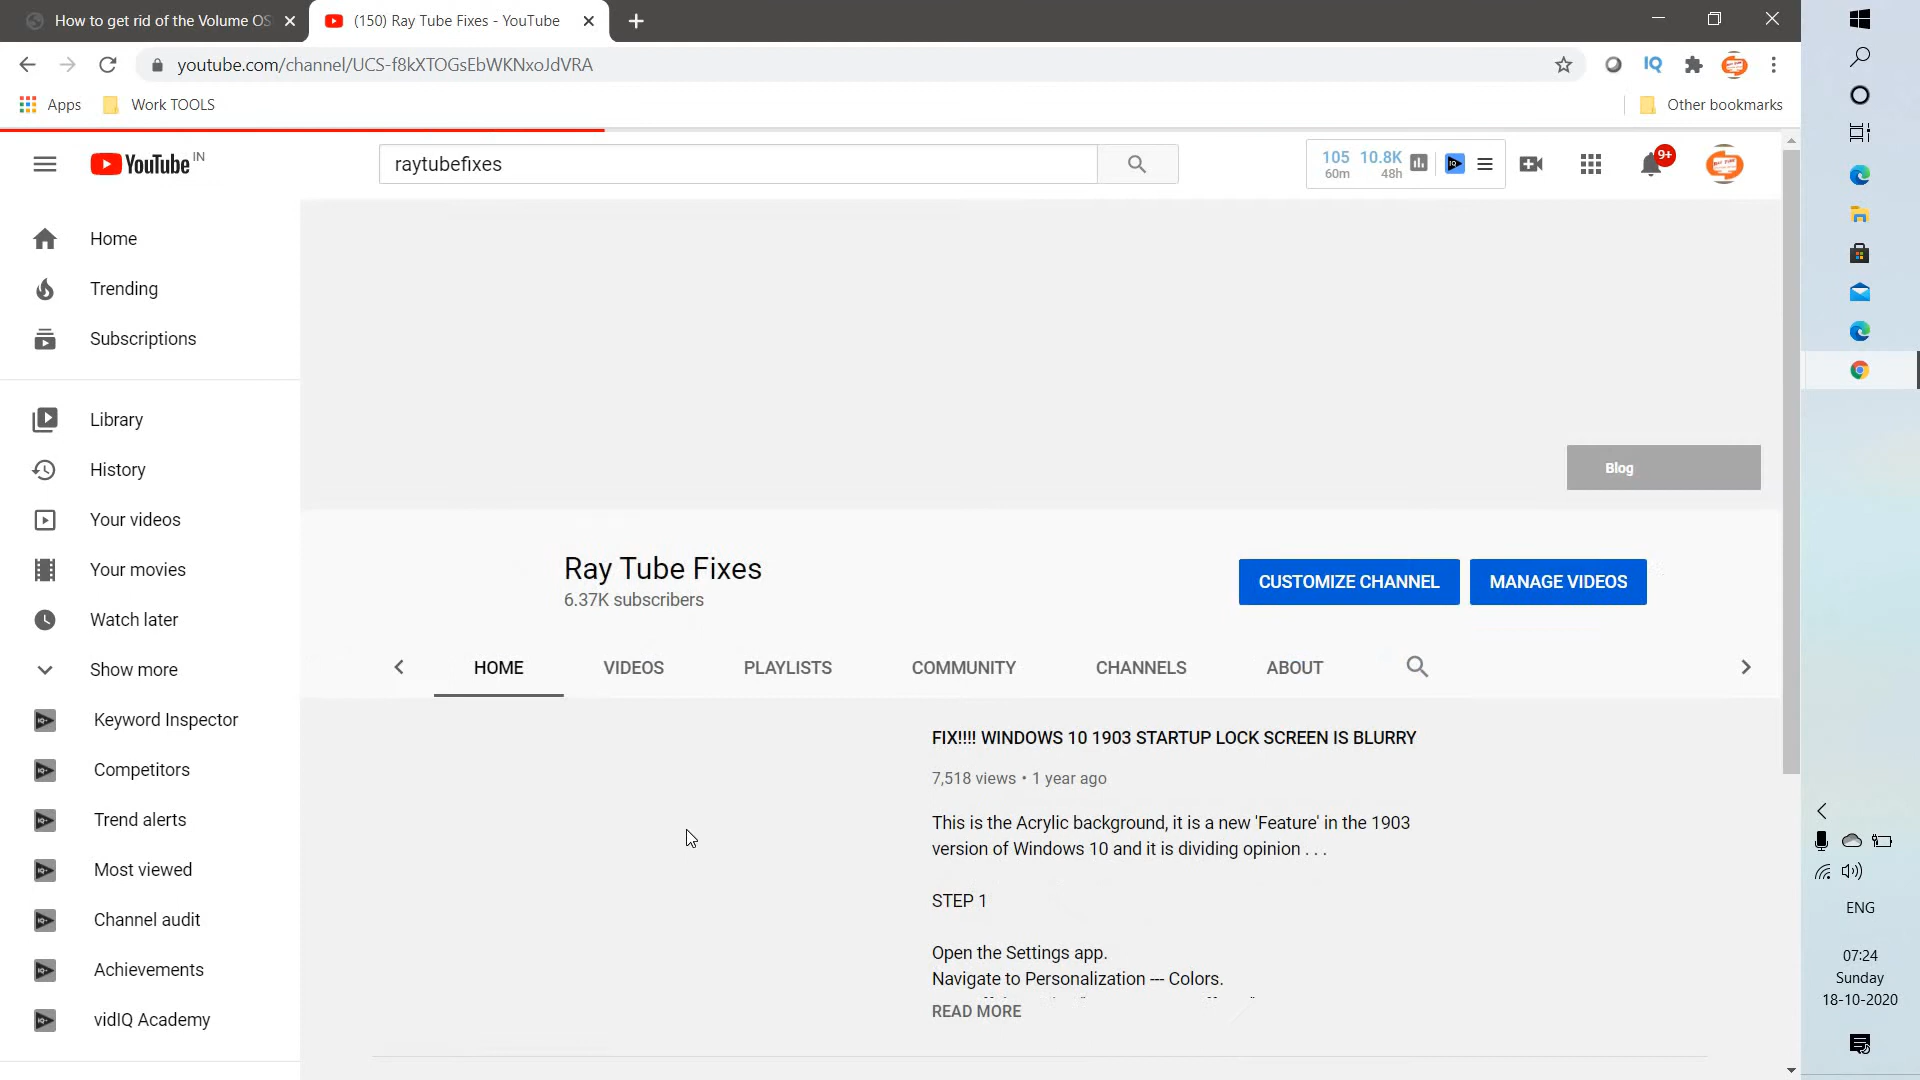 How to get rid of the Volume OS
(150) Ray Tube Fixes - YouTube
youtube.com/channel/UCS-f8kXTOGsEbWKNxoJdVRA
IQ
Apps
Work TOOLS
Other bookmarks
YouTube IN
raytubefixes
105 10.8K
60m 48h
9+
Home
Trending
Subscriptions
Library
History
Your videos
Your movies
Watch later
Show more
Keyword Inspector
Competitors
Trend alerts
Most viewed
Channel audit
Achievements
vidIQ Academy
Blog
Ray Tube Fixes
6.37K subscribers
CUSTOMIZE CHANNEL
MANAGE VIDEOS
HOME VIDEOS PLAYLISTS COMMUNITY CHANNELS ABOUT
FIX!!!! WINDOWS 10 1903 STARTUP LOCK SCREEN IS BLURRY
7,518 views • 1 year ago
This is the Acrylic background, it is a new 'Feature' in the 1903
version of Windows 10 and it is dividing opinion . . .
STEP 1
Open the Settings app.
Navigate to Personalization --- Colors.
READ MORE
ENG
07:24
Sunday
18-10-2020